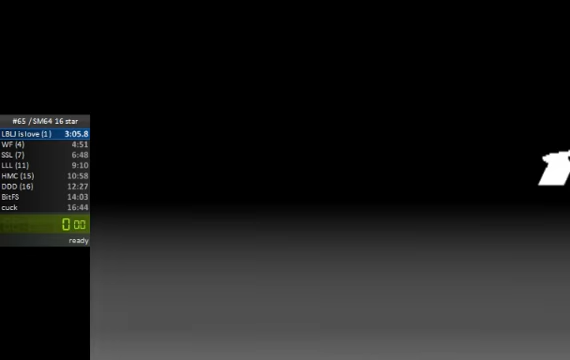 #65 / SM64 16 star
LBLJ is love (1) 3:05.8
WF (4) 4:51
SSL (7) 6:48
LLL (11) 9:10
HMC (15) 10:58
DDD (16) 12:27
BitFS 14:03
cuck 16:44
0 00
ready